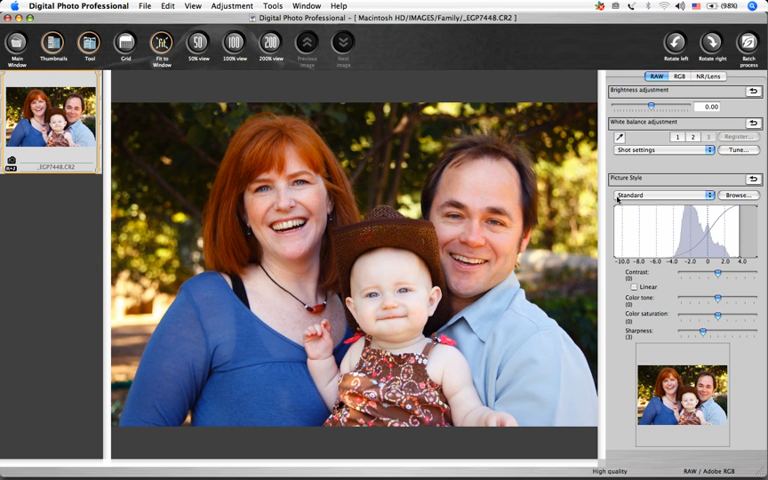 Digital Photo Professional File Edit View Adjustment Tools Window Help (98%)
Digital Photo Professional - [ Macintosh HD/IMAGES/Family/_EGP7448.CR2 ]
50 100 200
Main Window
Thumbnails
Tool
Grid
Fit to Window
50% view
100% view
200% view
Previous image
Next image
Rotate left
Rotate right
Batch process
_EGP7448.CR2
RAW RGB NR/Lens
Brightness adjustment
0.00
White balance adjustment
1 2 3 Register...
Shot settings Tune...
Picture Style
Standard Browse...
-10.0 -8.0 -6.0 -4.0 -2.0 0.0 2.0 4.0
Contrast:
(0)
Linear
Color tone:
(0)
Color saturation:
(0)
Sharpness:
(3)
High quality RAW / Adobe RGB